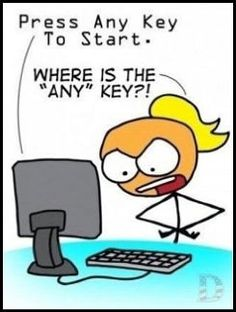 Press Any Key
To Start.
WHERE IS THE
"ANY" KEY?!
D